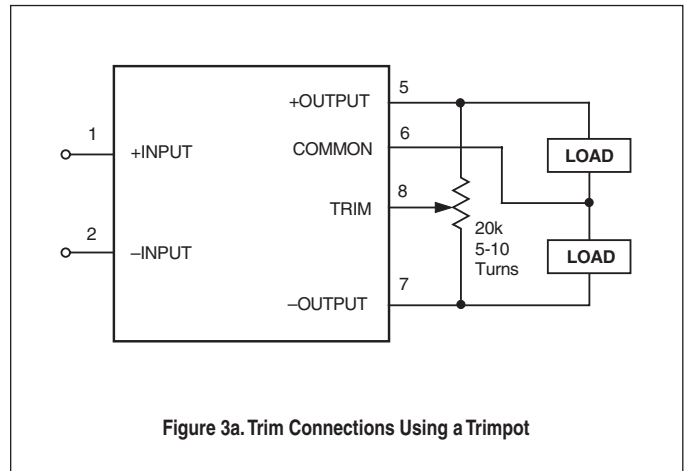 5
+OUTPUT
6
1
COMMON
LOAD
+INPUT
8
TRIM
20k
5-10
Turns
2
LOAD
–INPUT
7
–OUTPUT
Figure 3a. Trim Connections Using a Trimpot